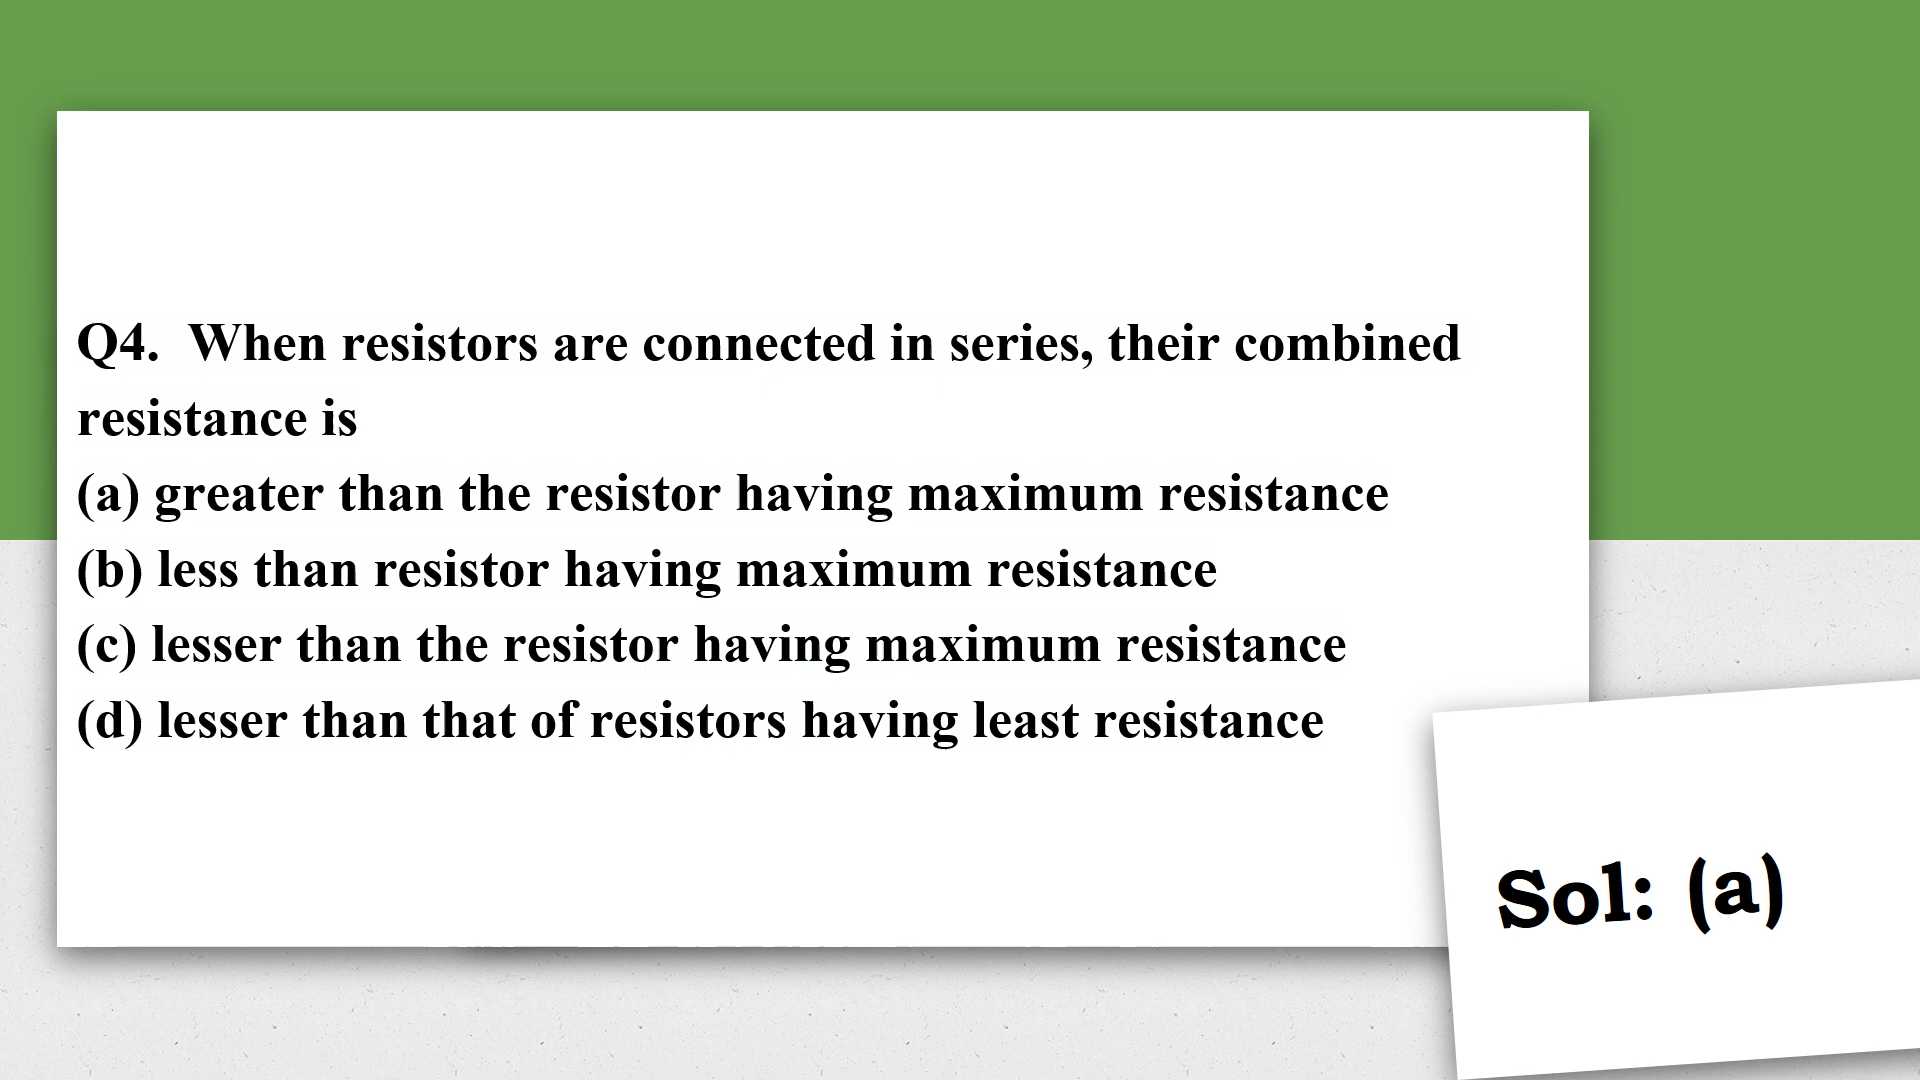 Q4.  When resistors are connected in series, their combined
resistance is
(a) greater than the resistor having maximum resistance
(b) less than resistor having maximum resistance
(c) lesser than the resistor having maximum resistance
(d) lesser than that of resistors having least resistance
Sol: (a)